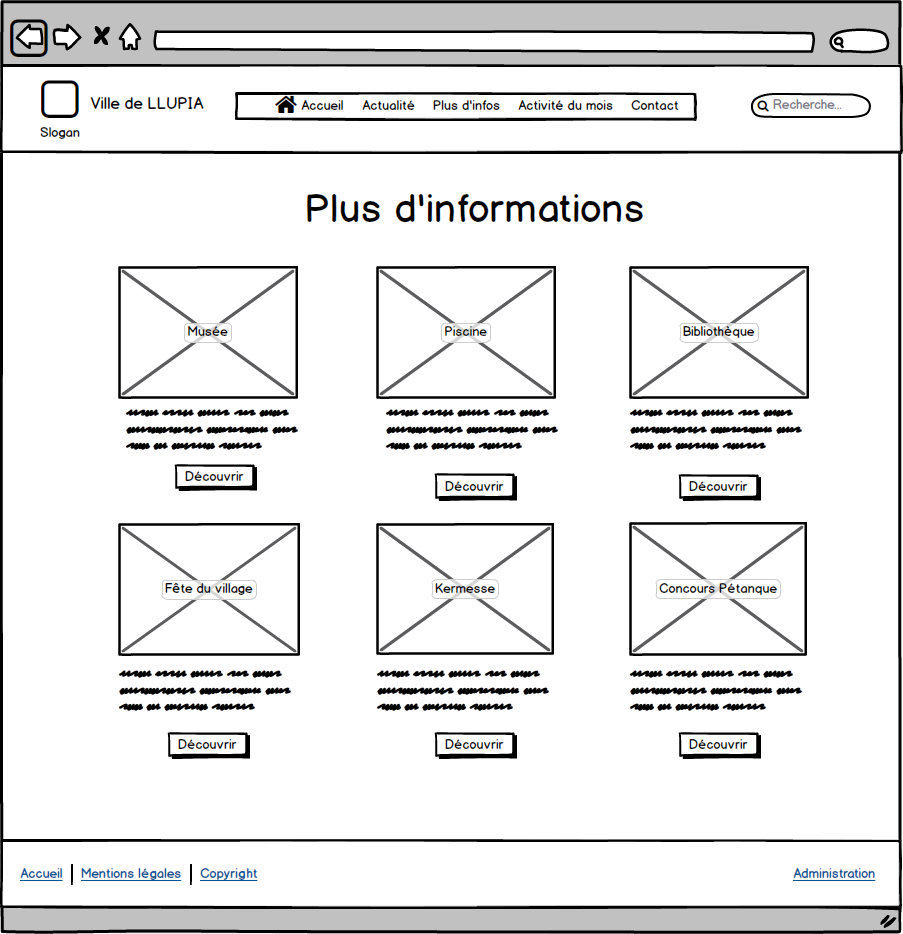 Ville de LLUPIA
Slogan
Accueil Actualité Plus d'infos Activité du mois Contact
Recherche...
Plus d'informations
Musée
Piscine
Bibliothèque
Découvrir
Découvrir
Découvrir
Fête du village
Kermesse
Concours Pétanque
Découvrir
Découvrir
Découvrir
Accueil
Mentions légales
Copyright
Administration